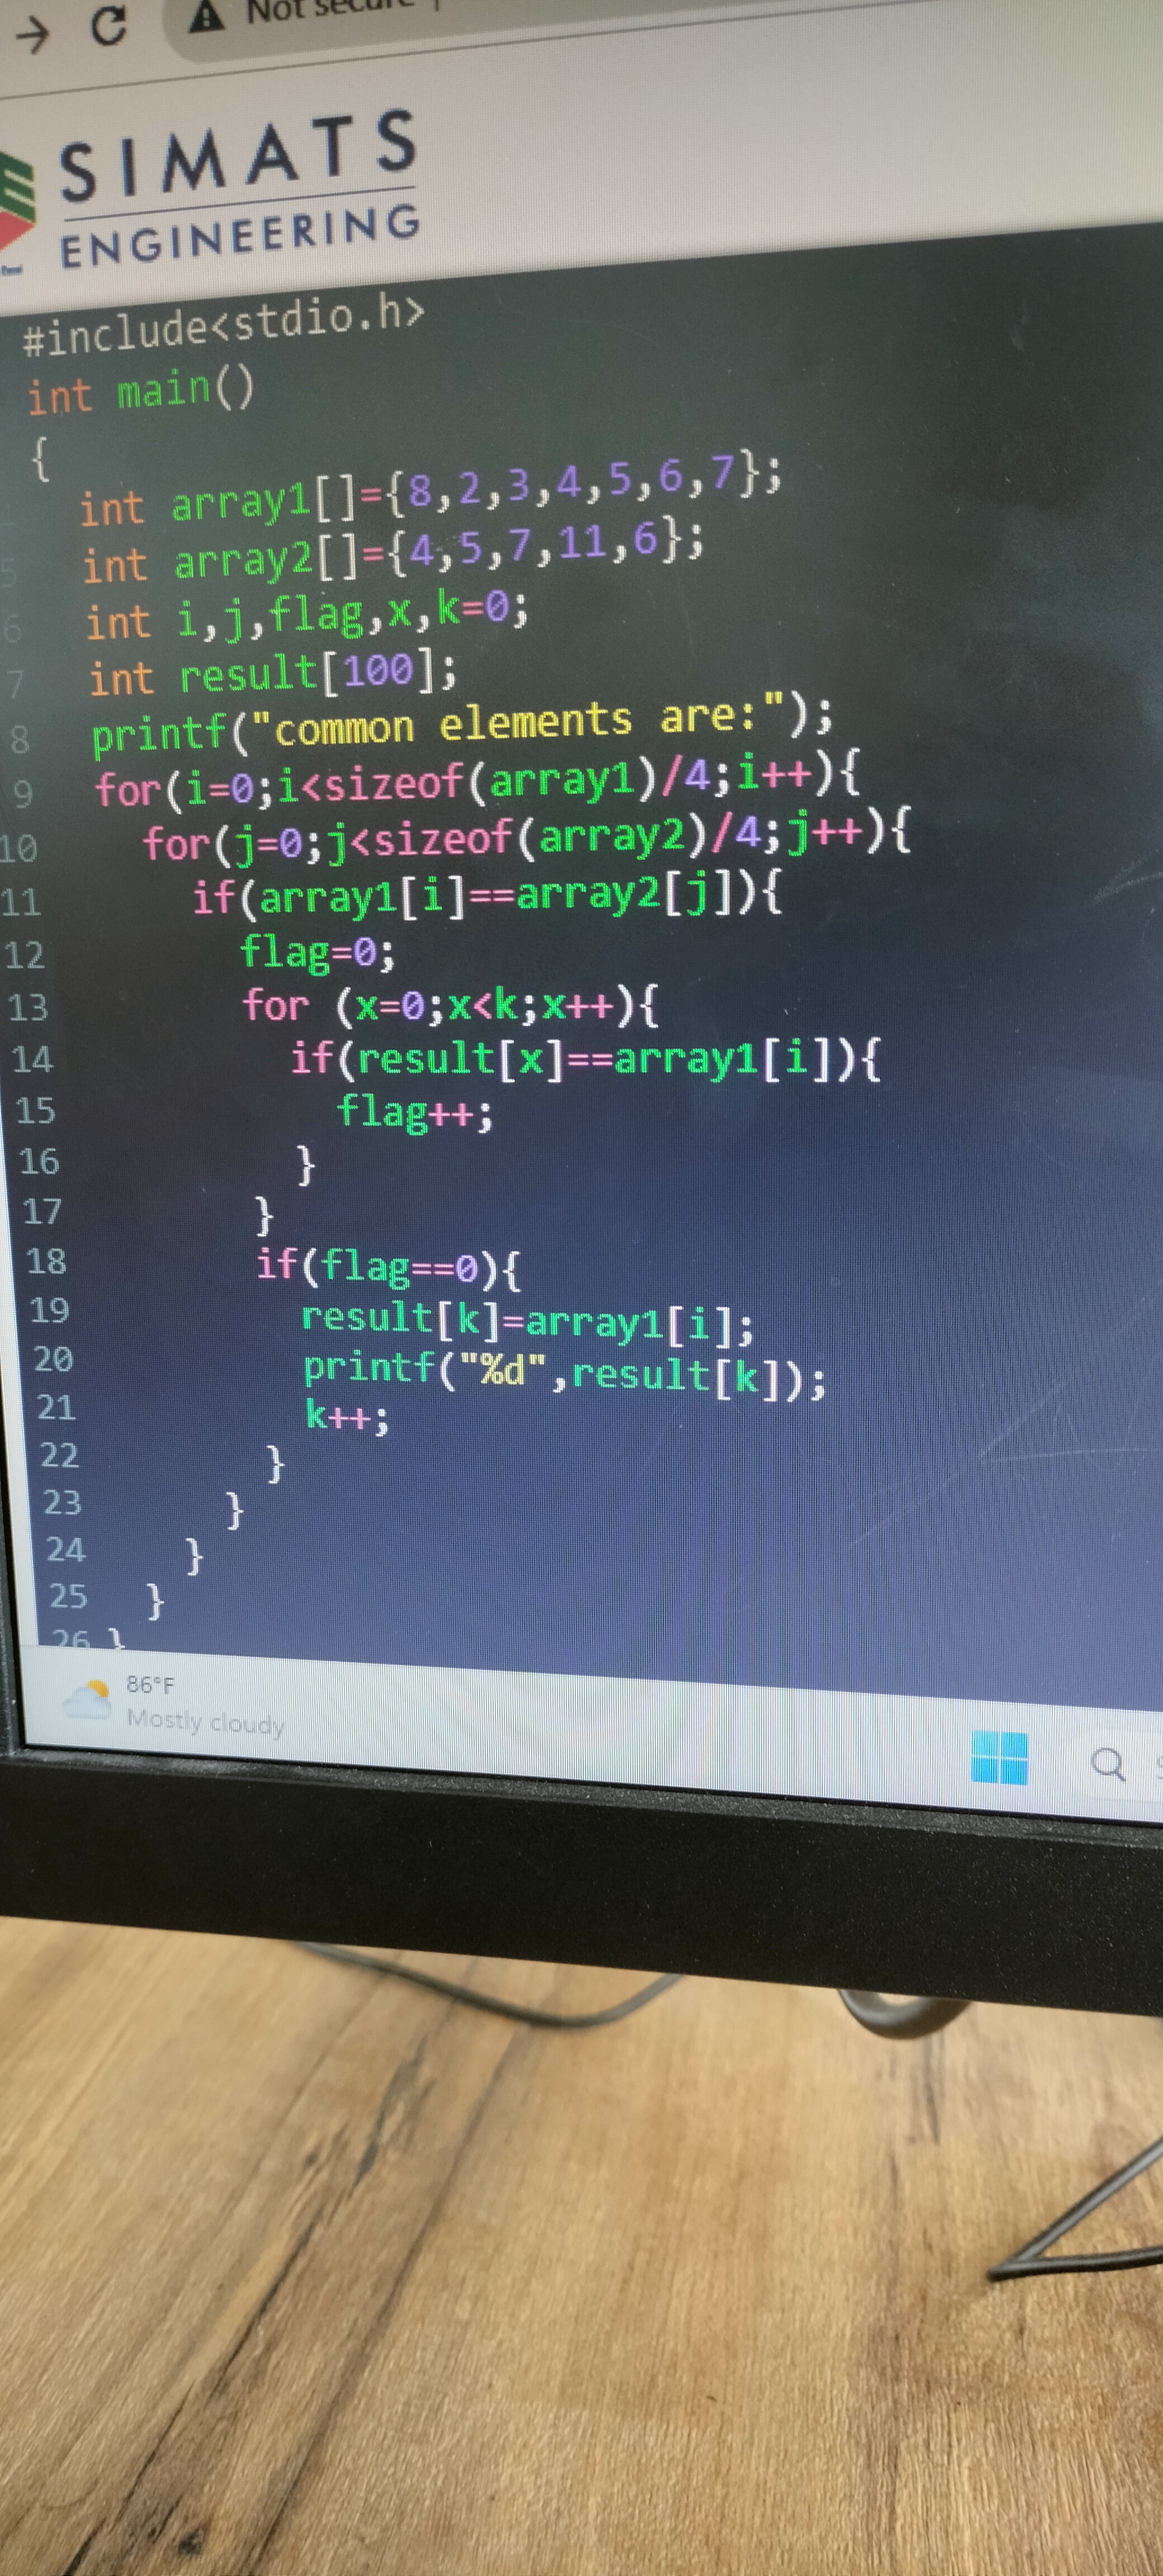 Not secure
SIMATS
ENGINEERING
#include<stdio.h>
int main()
{
int array1[]={8,2,3,4,5,6,7};
5 int array2[]={4,5,7,11,6};
6 int i,j,flag,x,k=0;
7 int result[100];
8 printf("common elements are:");
9 for(i=0;i<sizeof(array1)/4;i++){
10 for(j=0;j<sizeof(array2)/4;j++){
11 if(array1[i]==array2[j]){
12 flag=0;
13 for (x=0;x<k;x++){
14 if(result[x]==array1[i]){
15 flag++;
16 }
17 }
18 if(flag==0){
19 result[k]=array1[i];
20 printf("%d",result[k]);
21 k++;
22 }
23 }
24 }
25 }
26 }
86°F
Mostly cloudy